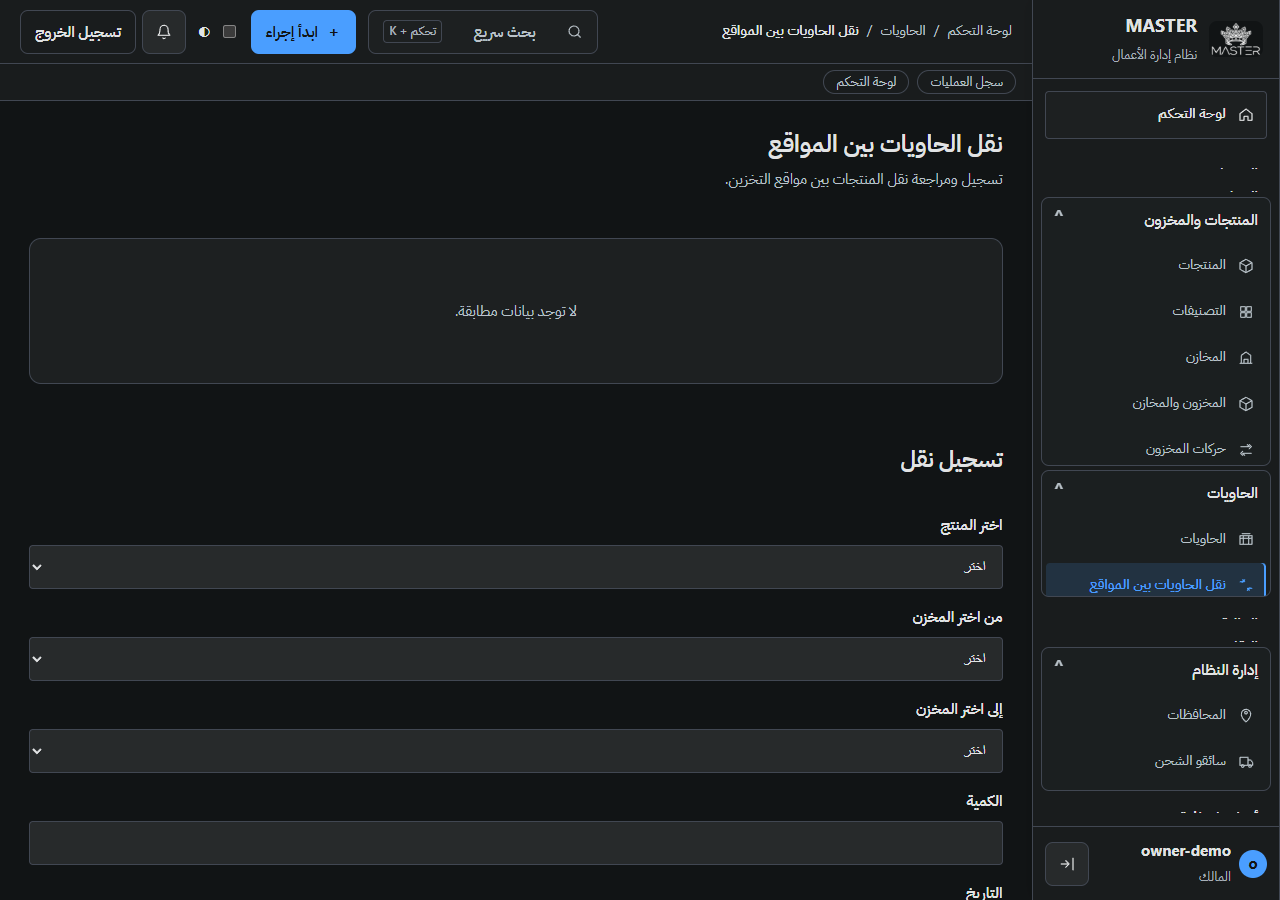 MASTER
نظام إدارة الأعمال
MASTER
لوحة التحكم
المنتجات والمخزون
المنتجات
التصنيفات
المخازن
المخزون والمخازن
حركات المخزون
الحاويات
الحاويات
نقل الحاويات بين المواقع
إدارة النظام
المحافظات
سائقو الشحن
owner-demo
المالك
o
لوحة التحكم / الحاويات / نقل الحاويات بين المواقع
بحث سريع
تحكم + K
+ ابدأ إجراء
تسجيل الخروج
سجل العمليات
لوحة التحكم
نقل الحاويات بين المواقع
تسجيل ومراجعة نقل المنتجات بين مواقع التخزين.
لا توجد بيانات مطابقة.
تسجيل نقل
اختر المنتج
اختر
من اختر المخزن
اختر
إلى اختر المخزن
اختر
الكمية
التاريخ